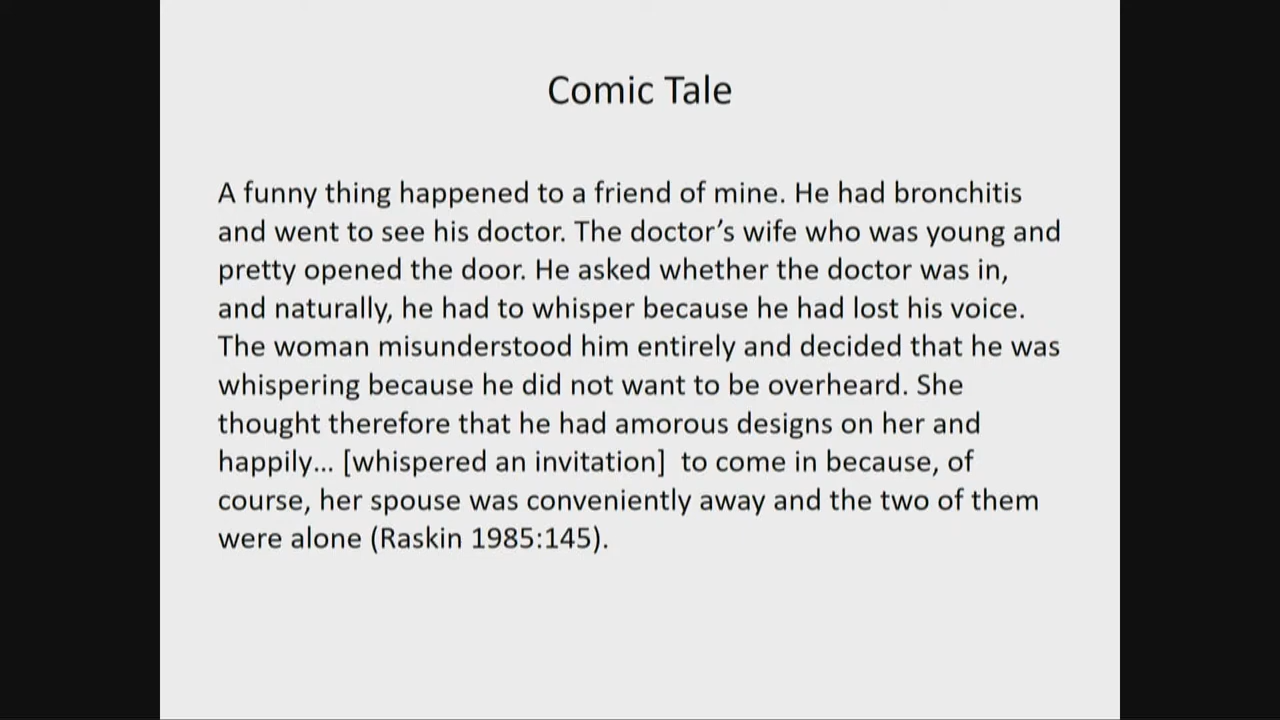 Comic Tale
A funny thing happened to a friend of mine. He had bronchitis
and went to see his doctor. The doctor’s wife who was young and
pretty opened the door. He asked whether the doctor was in,
and naturally, he had to whisper because he had lost his voice.
The woman misunderstood him entirely and decided that he was
whispering because he did not want to be overheard. She
thought therefore that he had amorous designs on her and
happily... [whispered an invitation]  to come in because, of
course, her spouse was conveniently away and the two of them
were alone (Raskin 1985:145).